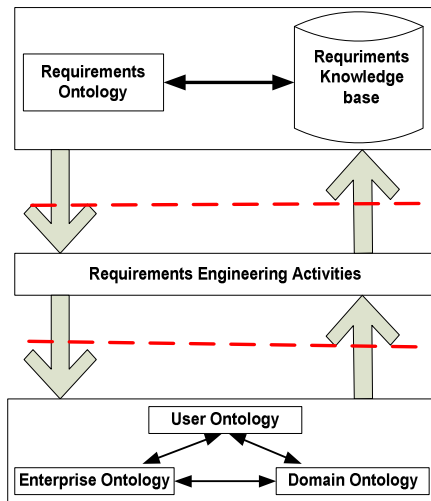 Requirements
Ontology
Requriments
Knowledge
base
Requirements Engineering Activities
User Ontology
Enterprise Ontology
Domain Ontology